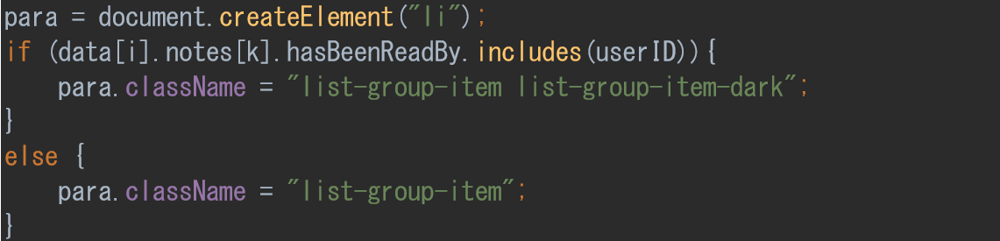 para = document.createElement("li");
if (data[i].notes[k].hasBeenReadBy.includes(userID)){
    para.className = "list-group-item list-group-item-dark";
}
else {
    para.className = "list-group-item";
}